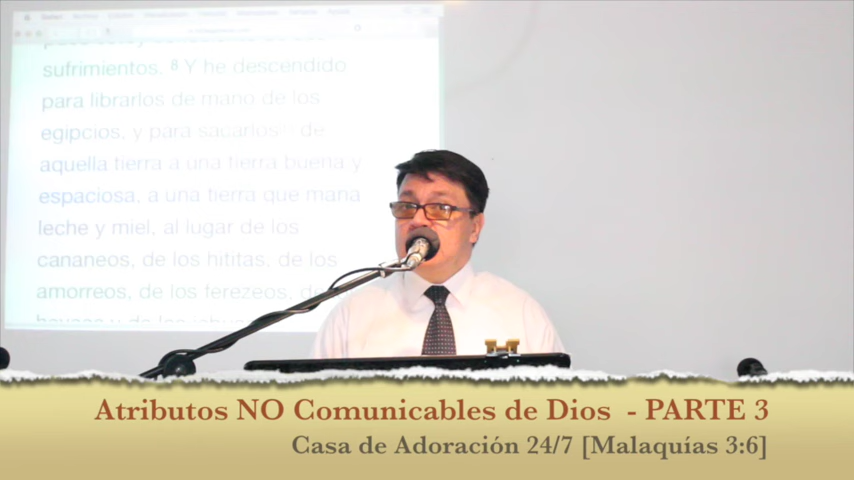 sufrimientos. 8 Y he descendido
para librarlos de mano de los
egipcios, y para sacarlos de
aquella tierra a una tierra buena y
espaciosa, a una tierra que mana
leche y miel, al lugar de los
cananeos, de los hititas, de los
amorreos, de los ferezeos, de
Atributos NO Comunicables de Dios - PARTE 3
Casa de Adoración 24/7 [Malaquías 3:6]